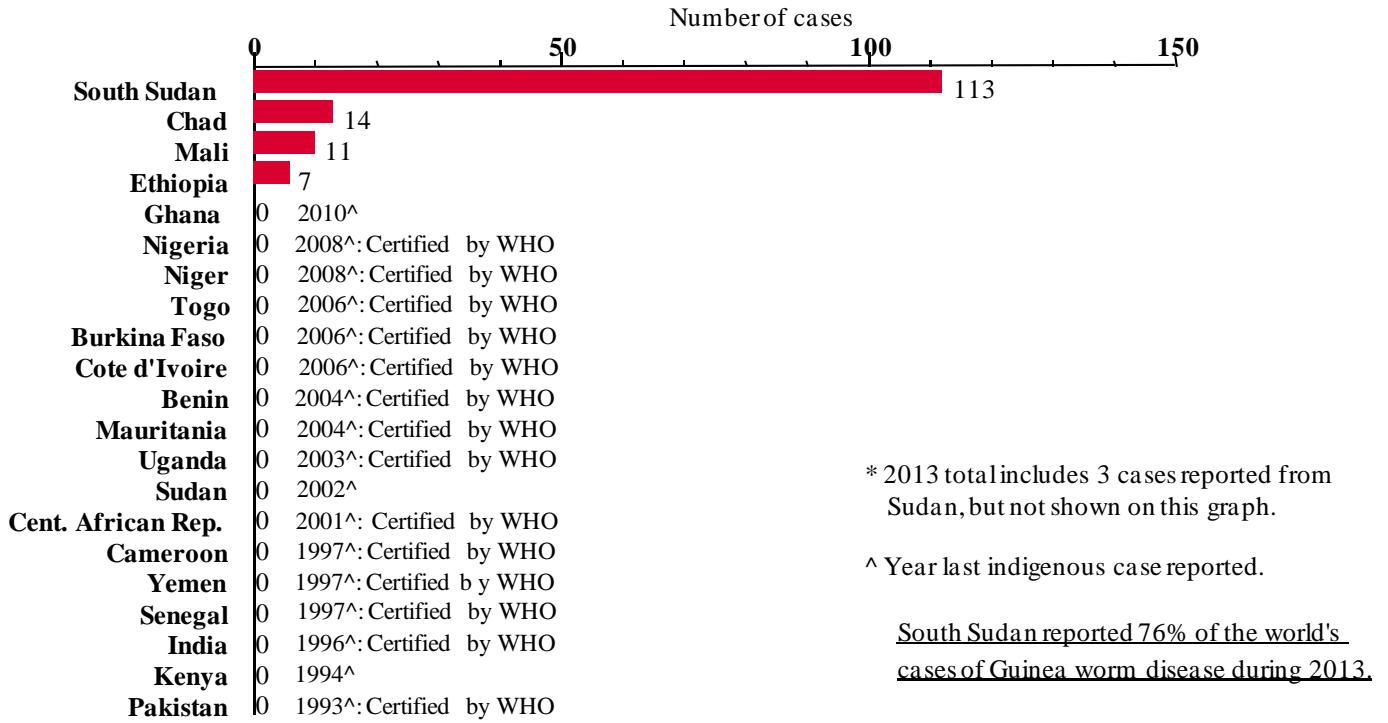 Number of cases
0 50 100 150
South Sudan 113
Chad 14
Mali 11
Ethiopia 7
Ghana 0 2010^
Nigeria 0 2008^: Certified by WHO
Niger 0 2008^: Certified by WHO
Togo 0 2006^: Certified by WHO
Burkina Faso 0 2006^: Certified by WHO
Cote d'Ivoire 0 2006^: Certified by WHO
Benin 0 2004^: Certified by WHO
Mauritania 0 2004^: Certified by WHO
Uganda 0 2003^: Certified by WHO
Sudan 0 2002^
Cent. African Rep. 0 2001^: Certified by WHO
Cameroon 0 1997^: Certified by WHO
Yemen 0 1997^: Certified b y WHO
Senegal 0 1997^: Certified by WHO
India 0 1996^: Certified by WHO
Kenya 0 1994^
Pakistan 0 1993^: Certified by WHO
* 2013 total includes 3 cases reported from
Sudan, but not shown on this graph.
^ Year last indigenous case reported.
South Sudan reported 76% of the world's
cases of Guinea worm disease during 2013.